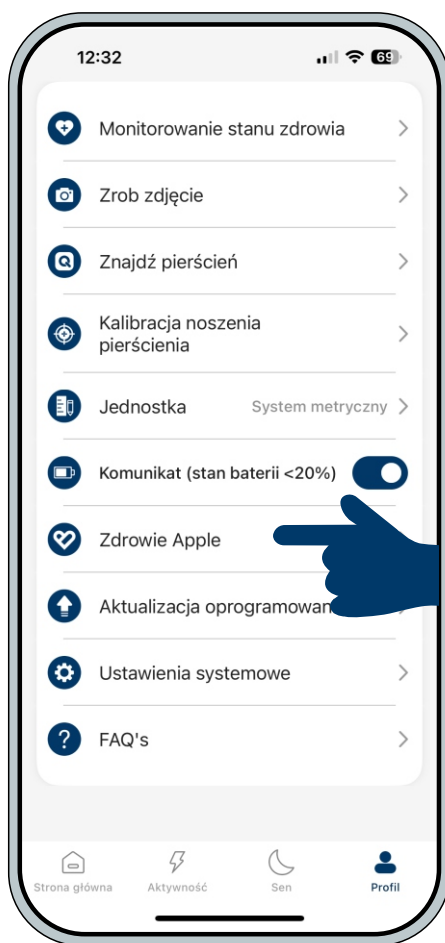 12:32
69
Monitorowanie stanu zdrowia
Zrob zdjęcie
Znajdź pierścień
Kalibracja noszenia
pierścienia
Jednostka System metryczny
Komunikat (stan baterii <20%)
Zdrowie Apple
Aktualizacja oprogramowan
Ustawienia systemowe
? FAQ's
Strona główna Aktywność Sen Profil